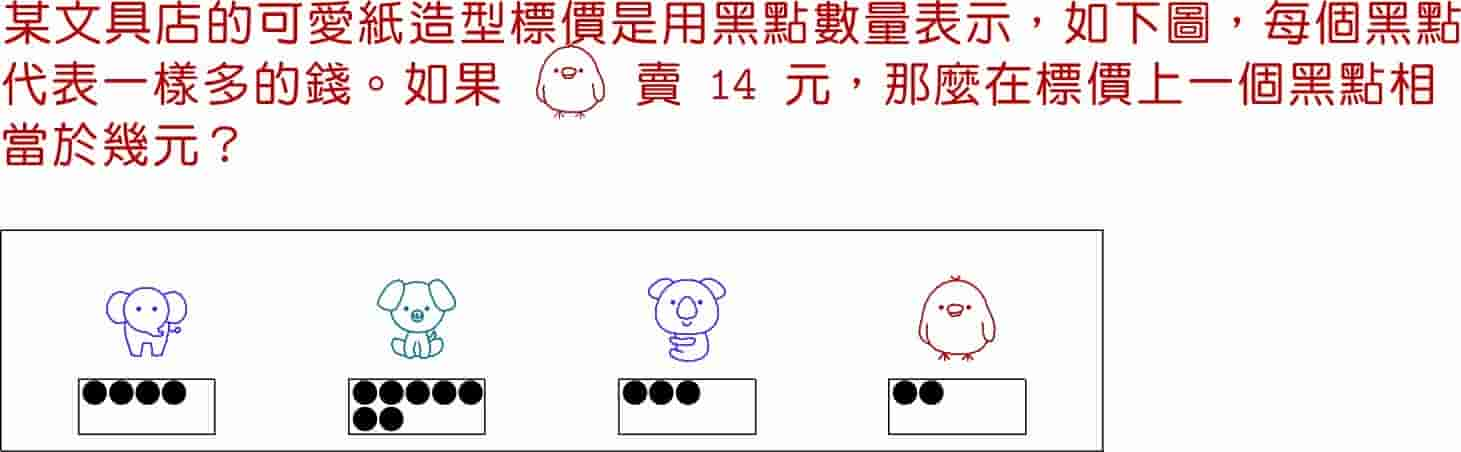 某文具店的可愛紙造型標價是用黑點數量表示，如下圖，每個黑點
代表一樣多的錢。如果 賣 14 元，那麼在標價上一個黑點相
當於幾元？